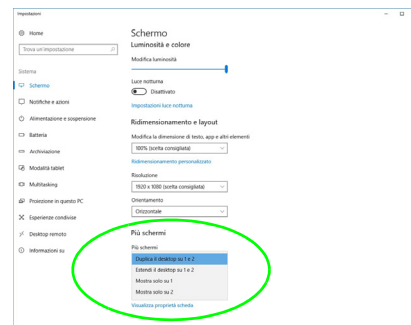 Impostazioni
Home
Trova un'impostazione
Sistema
Schermo
Notifiche e azioni
Alimentazione e sospensione
Batteria
Archiviazione
Modalità tablet
Multitasking
Proiezione in questo PC
Esperienze condivise
Desktop remoto
Informazioni su
Schermo
Luminosità e colore
Modifica luminosità
Luce notturna
Disattivato
Impostazioni luce notturna
Ridimensionamento e layout
Modifica la dimensione di testo, app e altri elementi
100% (scelta consigliata)
Ridimensionamento personalizzato
Risoluzione
1920 x 1080 (scelta consigliata)
Orientamento
Orizzontale
Più schermi
Più schermi
Duplica il desktop su 1 e 2
Estendi il desktop su 1 e 2
Mostra solo su 1
Mostra solo su 2
Visualizza proprietà scheda